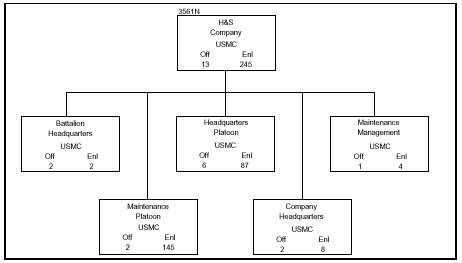 3561N
H&S
Company
USMC
Off Enl
13 245
Battalion
Headquarters
USMC
Off Enl
2 2
Headquarters
Platoon
USMC
Off Enl
6 87
Maintenance
Management
USMC
Off Enl
1 4
Maintenance
Platoon
USMC
Off Enl
2 145
Company
Headquarters
USMC
Off Enl
2 8